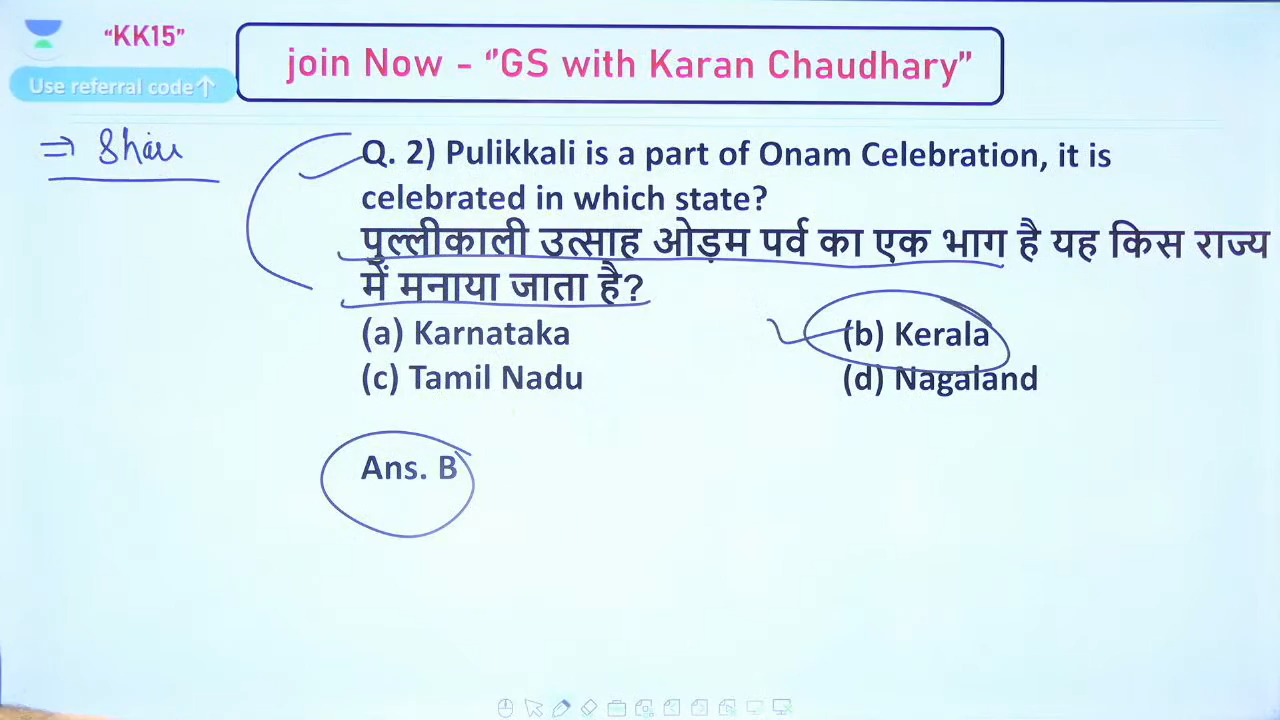 “KK15”
join Now - “GS with Karan Chaudhary”
Use referral code↑
⇒ Share
Q. 2) Pulikkali is a part of Onam Celebration, it is
celebrated in which state?
पुल्लीकाली उत्साह ओड़म पर्व का एक भाग है यह किस राज्य
में मनाया जाता है?
(a) Karnataka (b) Kerala
(c) Tamil Nadu (d) Nagaland
Ans. B